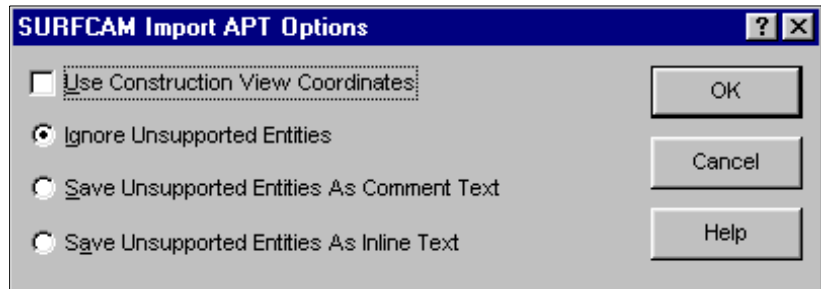 SURFCAM Import APT Options
Use Construction View Coordinates
OK
Ignore Unsupported Entities
Cancel
Save Unsupported Entities As Comment Text
Help
Save Unsupported Entities As Inline Text